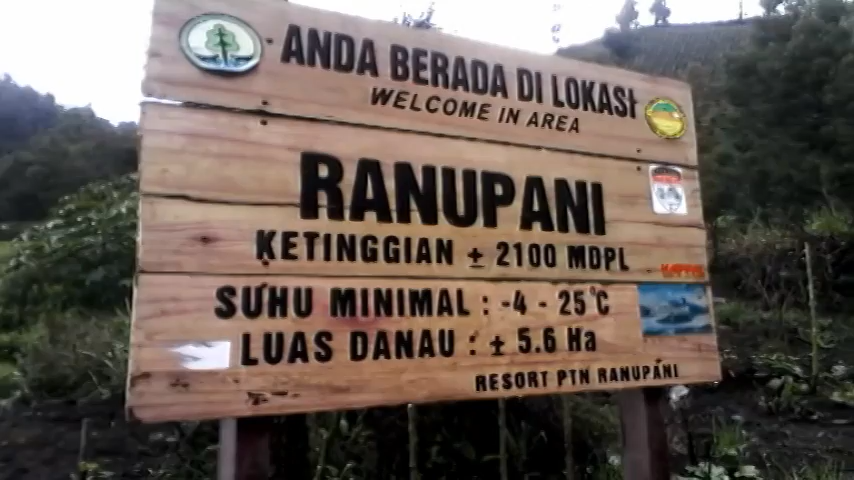 ANDA BERADA DI LOKASI
WELCOME IN AREA
RANUPANI
KETINGGIAN ± 2100 MDPL
SUHU MINIMAL : -4 - 25°C
LUAS DANAU : ± 5.6 Ha
RESORT PTN RANUPANI